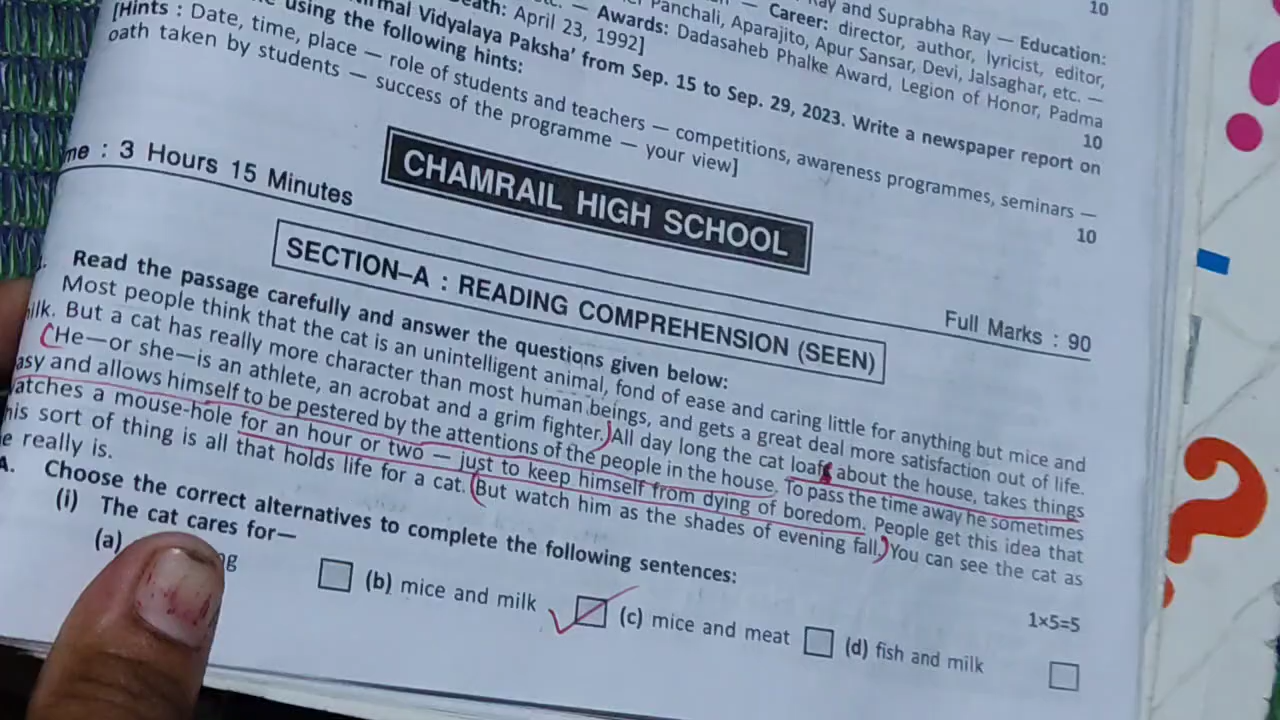 Ray and Suprabha Ray — Education:
— Career: director, author, lyricist, editor,
Panchali, Aparajito, Apur Sansar, Devi, Jalsaghar, etc. —
etc. — Awards: Dadasaheb Phalke Award, Legion of Honor, Padma
April 23, 1992]
10
Vidyalaya Paksha' from Sep. 15 to Sep. 29, 2023. Write a newspaper report on
using the following hints:
10
[Hints : Date, time, place — role of students and teachers — competitions, awareness programmes, seminars —
oath taken by students — success of the programme — your view]
10
CHAMRAIL HIGH SCHOOL
: 3 Hours 15 Minutes
Full Marks : 90
SECTION–A : READING COMPREHENSION (SEEN)
Read the passage carefully and answer the questions given below:
Most people think that the cat is an unintelligent animal, fond of ease and caring little for anything but mice and
milk. But a cat has really more character than most human beings, and gets a great deal more satisfaction out of life.
He—or she—is an athlete, an acrobat and a grim fighter. All day long the cat loafs about the house, takes things
easy and allows himself to be pestered by the attentions of the people in the house. To pass the time away he sometimes
watches a mouse-hole for an hour or two — just to keep himself from dying of boredom. People get this idea that
this sort of thing is all that holds life for a cat. But watch him as the shades of evening fall. You can see the cat as
he really is.
A. Choose the correct alternatives to complete the following sentences:
1×5=5
(i) The cat cares for—
(a)
(b) mice and milk
(c) mice and meat
(d) fish and milk